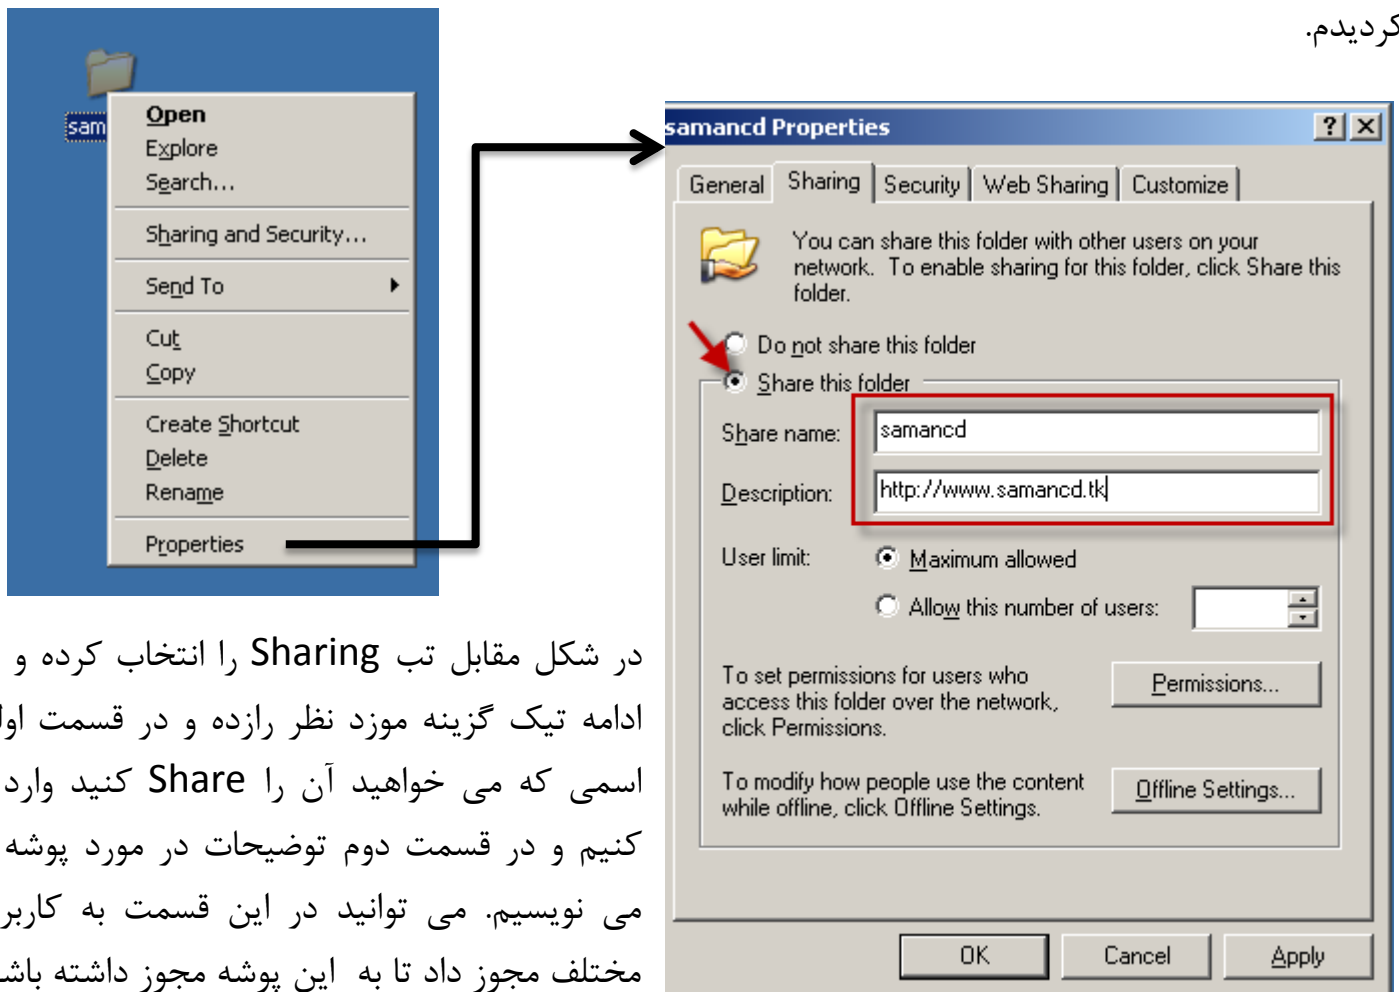 کردیدم.
sam
Open
Explore
Search...
Sharing and Security...
Send To
Cut
Copy
Create Shortcut
Delete
Rename
Properties
samancd Properties
General Sharing Security Web Sharing Customize
You can share this folder with other users on your
network. To enable sharing for this folder, click Share this
folder.
Do not share this folder
Share this folder
Share name: samancd
Description: http://www.samancd.tk
User limit: Maximum allowed
Allow this number of users:
To set permissions for users who
access this folder over the network,
click Permissions.
Permissions...
To modify how people use the content
while offline, click Offline Settings.
Offline Settings...
OK Cancel Apply
در شکل مقابل تب Sharing را انتخاب کرده و
ادامه تیک گزینه موزد نظر رازده و در قسمت اول
اسمی که می خواهید آن را Share کنید وارد
کنیم و در قسمت دوم توضیحات در مورد پوشه
می نویسیم. می توانید در این قسمت به کاربر
مختلف مجوز داد تا به این پوشه مجوز داشته باش